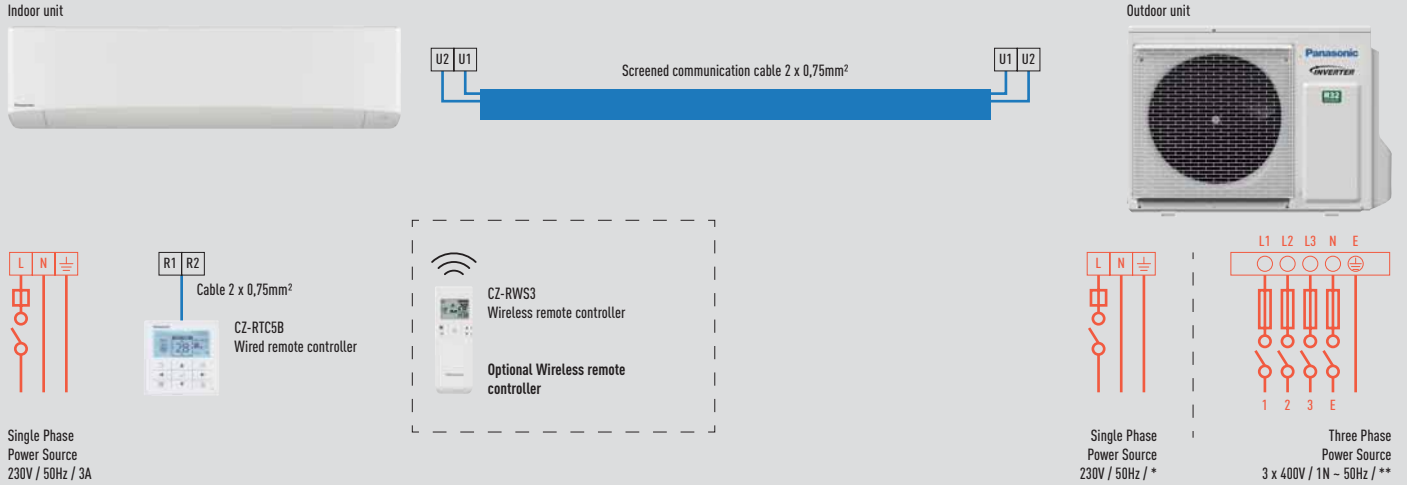 Indoor unit
Outdoor unit
Panasonic
U2 U1
Screened communication cable 2 x 0,75mm²
U1 U2
Panasonic
INVERTER
R32
L N
R1 R2
Cable 2 x 0,75mm²
CZ-RTC5B
Wired remote controller
28
CZ-RWS3
Wireless remote controller
Optional Wireless remote
controller
L N
L1 L2 L3 N E
1 2 3 E
Single Phase
Power Source
230V / 50Hz / 3A
Single Phase
Power Source
230V / 50Hz / *
Three Phase
Power Source
3 x 400V / 1N ~ 50Hz / **